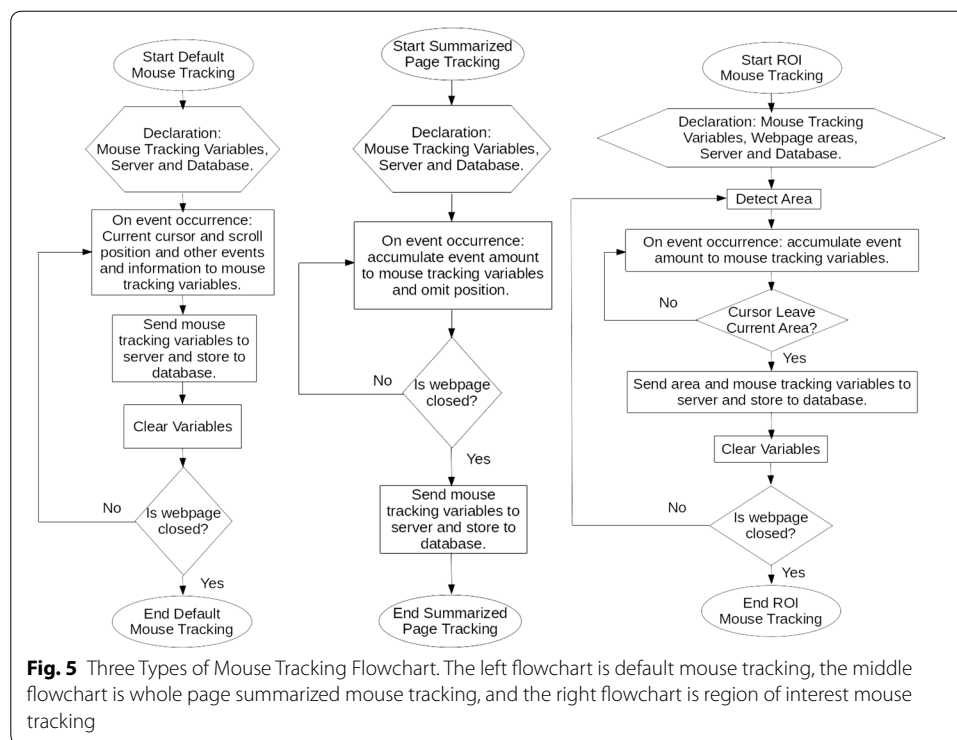 Start Default
Mouse Tracking
Declaration:
Mouse Tracking Variables,
Server and Database.
On event occurrence:
Current cursor and scroll
position and other events
and information to mouse
tracking variables.
Send mouse
tracking variables to
server and store to
database.
Clear Variables
No
Is webpage
closed?
Yes
End Default
Mouse Tracking
Start Summarized
Page Tracking
Declaration:
Mouse Tracking Variables,
Server and Database.
On event occurrence:
accumulate event amount
to mouse tracking variables
and omit position.
No
Is webpage
closed?
Yes
Send mouse
tracking variables to
server and store to
database.
End Summarized
Page Tracking
Start ROI
Mouse Tracking
Declaration: Mouse Tracking
Variables, Webpage areas,
Server and Database.
Detect Area
On event occurrence: accumulate event
amount to mouse tracking variables.
No
Cursor Leave
Current Area?
Yes
Send area and mouse tracking variables to
server and store to database.
Clear Variables
No
Is webpage
closed?
Yes
End ROI
Mouse Tracking
Fig. 5 Three Types of Mouse Tracking Flowchart. The left flowchart is default mouse tracking, the middle
flowchart is whole page summarized mouse tracking, and the right flowchart is region of interest mouse
tracking